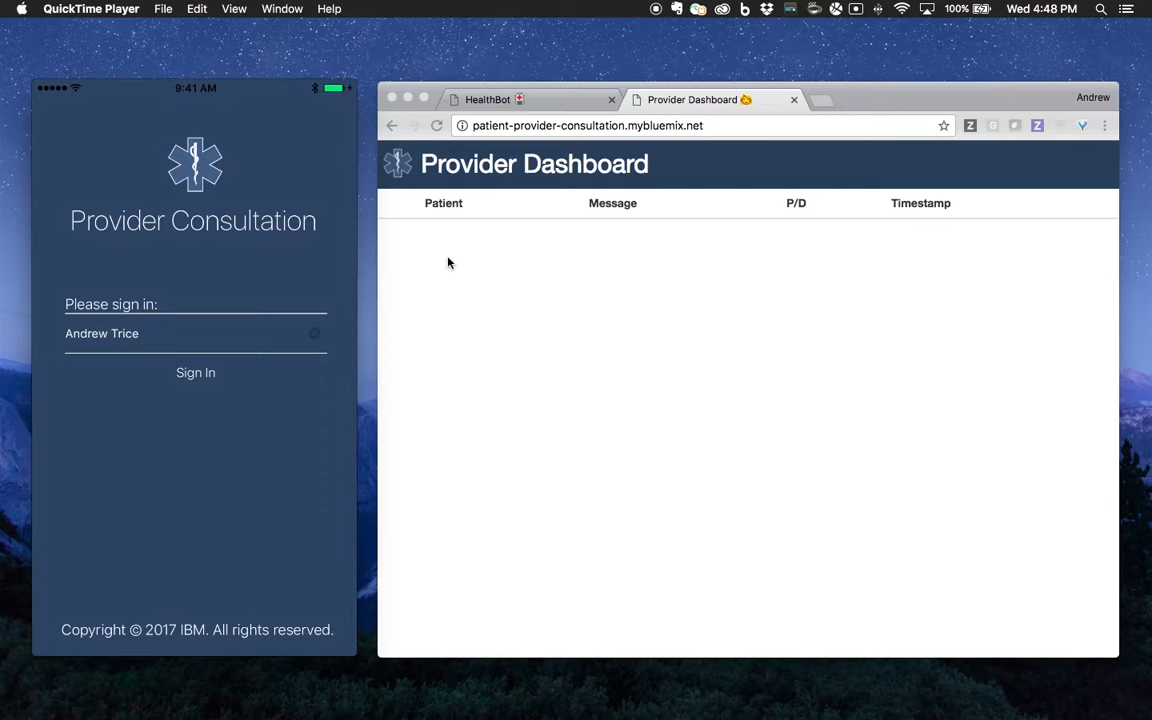 QuickTime Player File Edit View Window Help 100% Wed 4:48 PM
9:41 AM
Provider Consultation
Please sign in:
Andrew Trice
Sign In
Copyright © 2017 IBM. All rights reserved.
HealthBot Provider Dashboard Andrew
patient-provider-consultation.mybluemix.net
Provider Dashboard
Patient Message P/D Timestamp